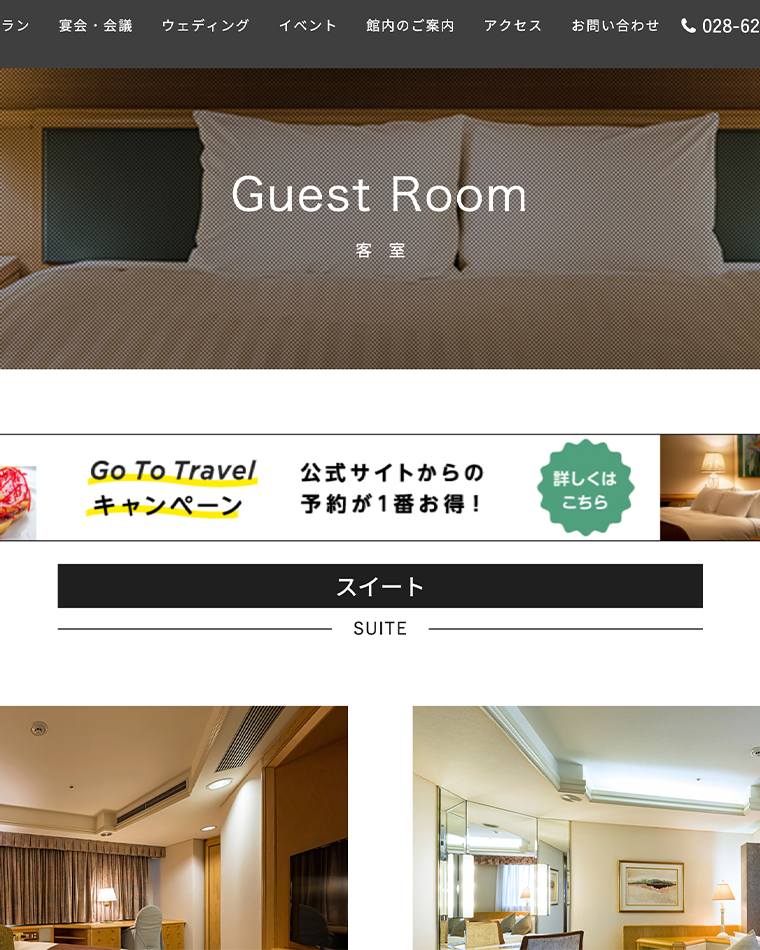 ラン 宴会・会議 ウェディング イベント 館内のご案内 アクセス お問い合わせ 028-62
Guest Room
客 室
Go To Travel
キャンペーン
公式サイトからの
予約が1番お得！
詳しくは
こちら
スイート
SUITE